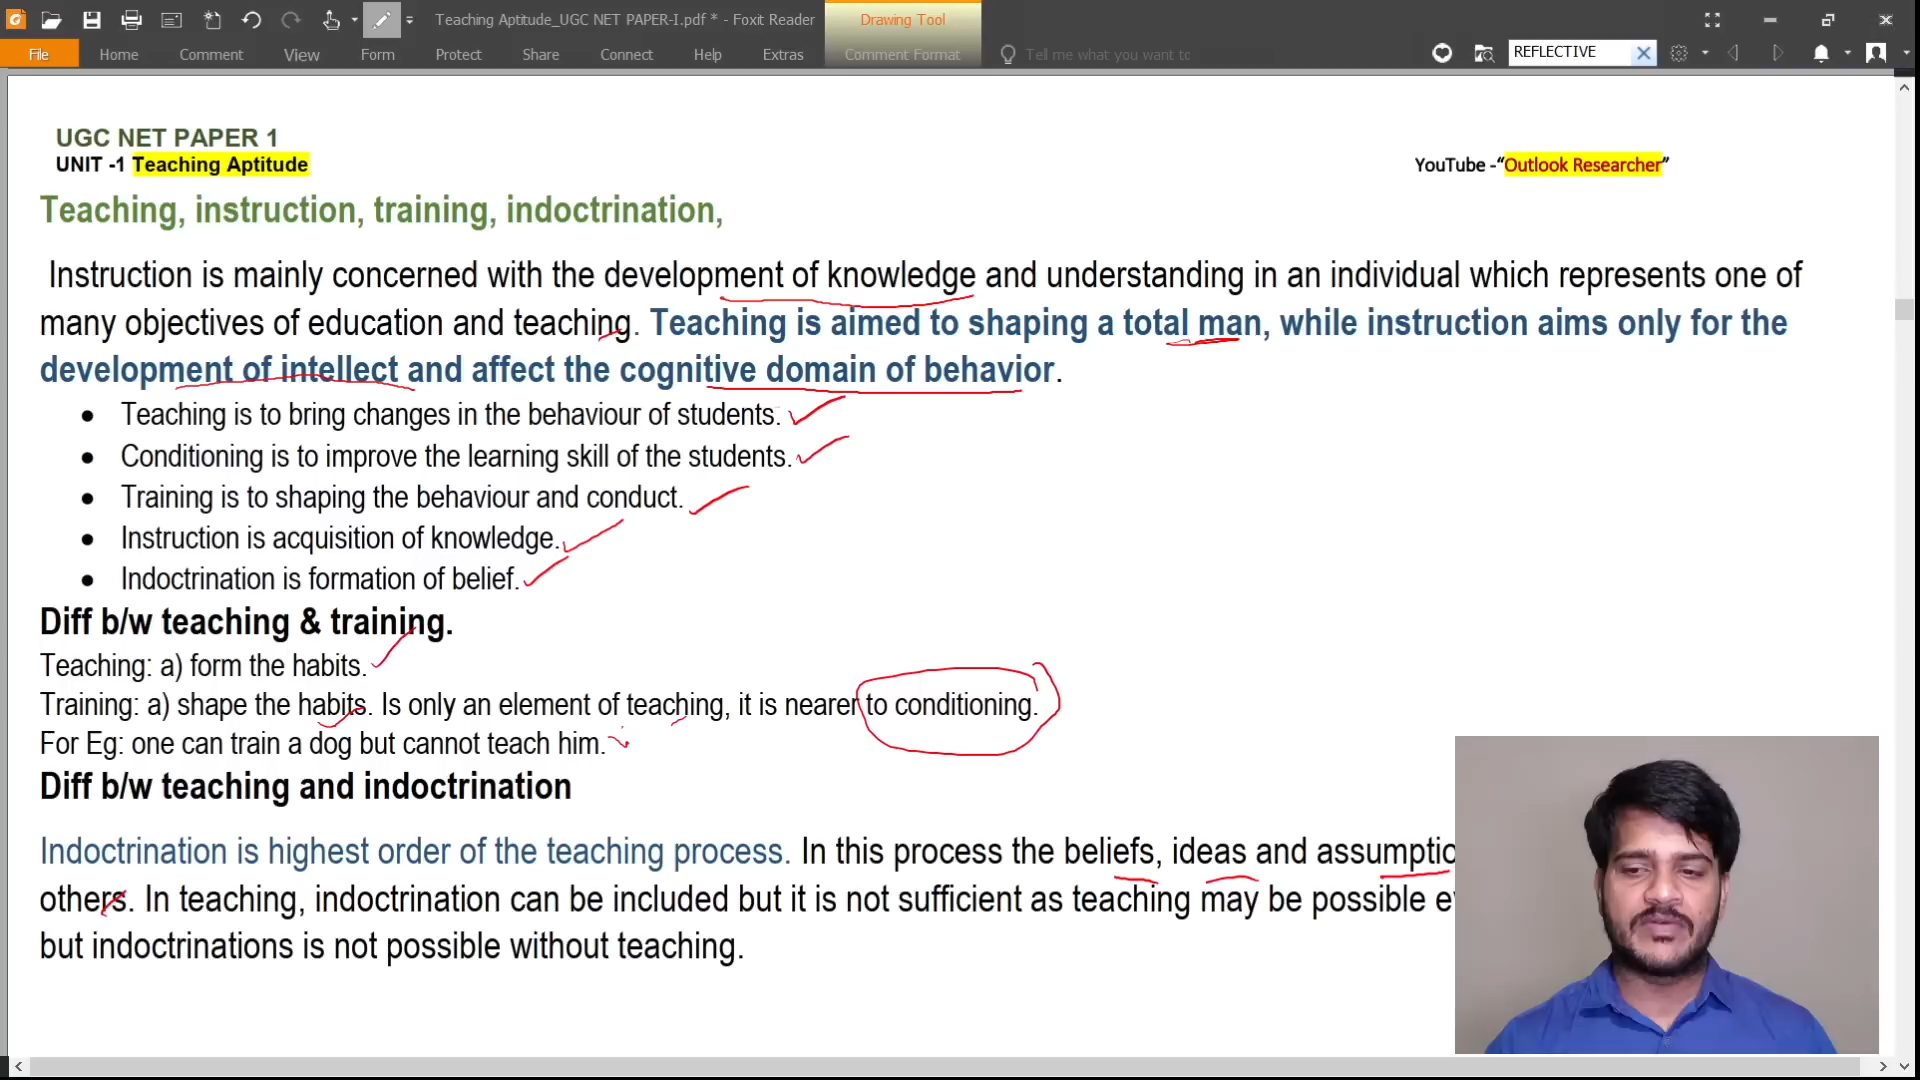 Teaching Aptitude_UGC NET PAPER-I.pdf * - Foxit Reader
Drawing Tool
File Home Comment View Form Protect Share Connect Help Extras Comment Format Tell me what you want to
REFLECTIVE
UGC NET PAPER 1
UNIT -1 Teaching Aptitude
YouTube -“Outlook Researcher”
Teaching, instruction, training, indoctrination,
Instruction is mainly concerned with the development of knowledge and understanding in an individual which represents one of
many objectives of education and teaching. Teaching is aimed to shaping a total man, while instruction aims only for the
development of intellect and affect the cognitive domain of behavior.
• Teaching is to bring changes in the behaviour of students.
• Conditioning is to improve the learning skill of the students.
• Training is to shaping the behaviour and conduct.
• Instruction is acquisition of knowledge.
• Indoctrination is formation of belief.
Diff b/w teaching & training.
Teaching: a) form the habits.
Training: a) shape the habits. Is only an element of teaching, it is nearer to conditioning.
For Eg: one can train a dog but cannot teach him.
Diff b/w teaching and indoctrination
Indoctrination is highest order of the teaching process. In this process the beliefs, ideas and
others. In teaching, indoctrination can be included but it is not sufficient as teaching may be possible
but indoctrinations is not possible without teaching.